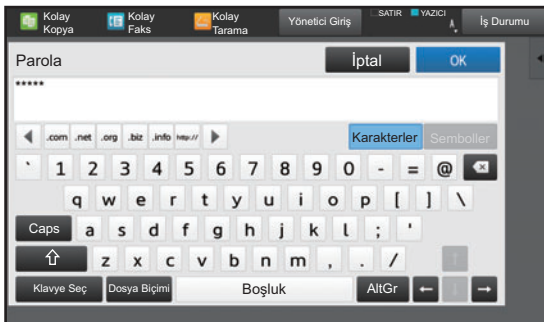 Kolay Kopya
Kolay Faks
Kolay Tarama
Yönetici Giriş
SATIR
YAZICI
İş Durumu
Parola
İptal
OK
*****
.com .net .org .biz .info http://
Karakterler
Semboller
` 1 2 3 4 5 6 7 8 9 0 - = @
q w e r t y u i o p [ ] \
Caps a s d f g h j k l ; '
z x c v b n m , . /
Klavye Seç
Dosya Biçimi
Boşluk
AltGr